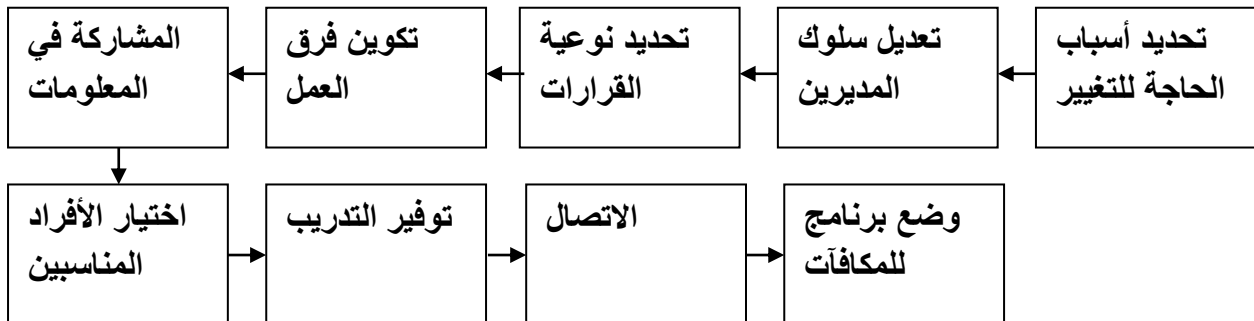 تحديد أسباب
الحاجة للتغيير
تعديل سلوك
المديرين
تحديد نوعية
القرارات
تكوين فرق
العمل
المشاركة في
المعلومات
اختيار الأفراد
المناسبين
توفير التدريب
الاتصال
وضع برنامج
للمكافآت